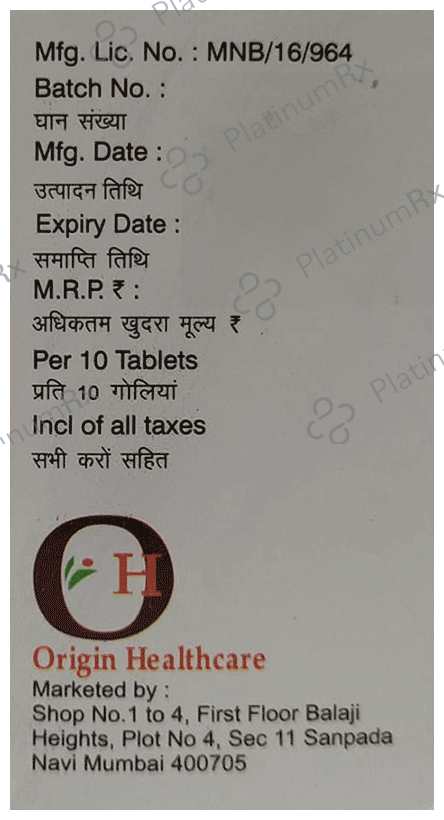 Mfg. Lic. No. : MNB/16/964
Batch No. :
घान संख्या
Mfg. Date :
उत्पादन तिथि
Expiry Date :
समाप्ति तिथि
M.R.P. ₹ :
अधिकतम खुदरा मूल्य ₹
Per 10 Tablets
प्रति 10 गोलियां
Incl of all taxes
सभी करों सहित
OH
Origin Healthcare
Marketed by :
Shop No.1 to 4, First Floor Balaji
Heights, Plot No 4, Sec 11 Sanpada
Navi Mumbai 400705
PlatinumRx
PlatinumRx